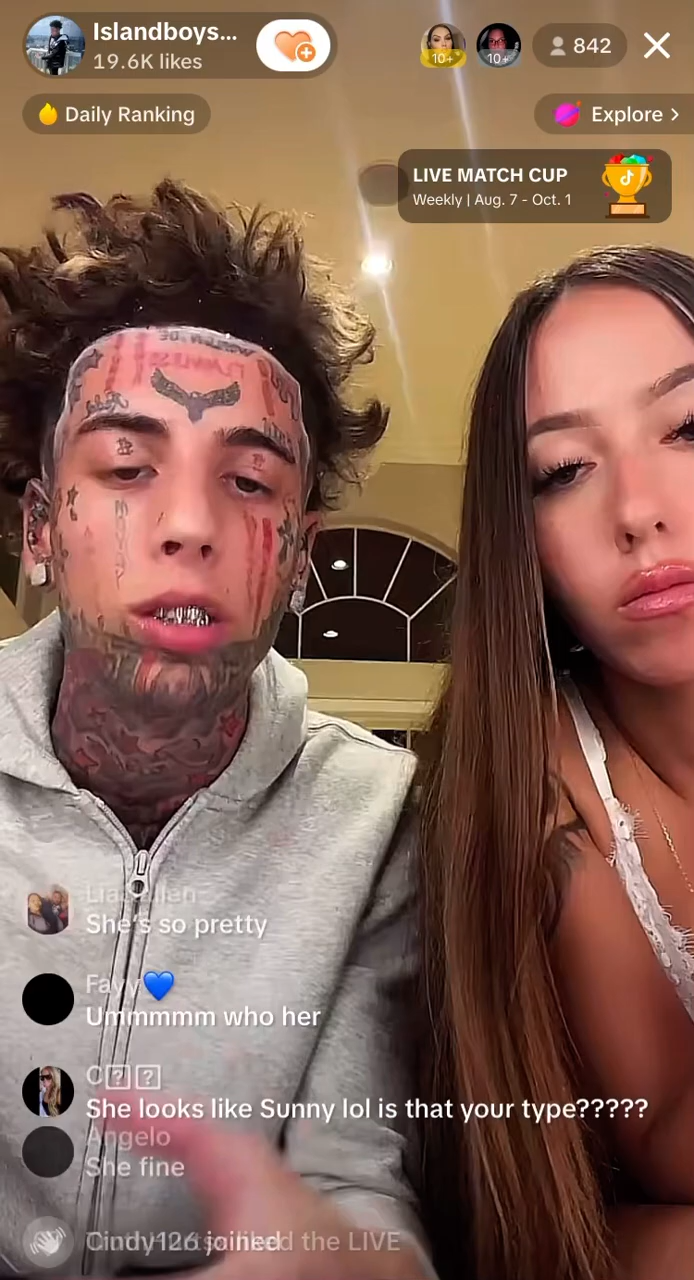 Islandboys...
19.6K likes
10+
10+
842
Daily Ranking
Explore >
LIVE MATCH CUP
Weekly | Aug. 7 - Oct. 1
She's so pretty
Fayy💙
Ummmmm who her
She looks like Sunny lol is that your type?????
Angelo
She fine
Cindy126 joined
liked the LIVE